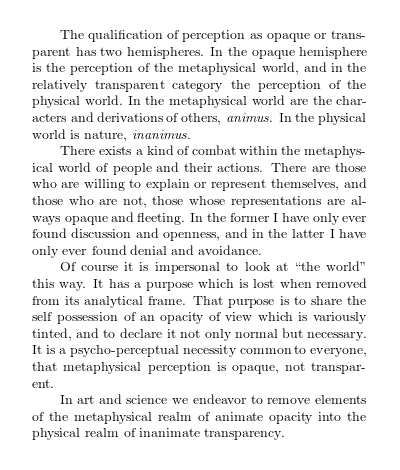 The qualification of perception as opaque or trans-
parent has two hemispheres. In the opaque hemisphere
is the perception of the metaphysical world, and in the
relatively transparent category the perception of the
physical world. In the metaphysical world are the char-
acters and derivations of others, animus. In the physical
world is nature, inanimus.
There exists a kind of combat within the metaphys-
ical world of people and their actions. There are those
who are willing to explain or represent themselves, and
those who are not, those whose representations are al-
ways opaque and fleeting. In the former I have only ever
found discussion and openness, and in the latter I have
only ever found denial and avoidance.
Of course it is impersonal to look at “the world”
this way. It has a purpose which is lost when removed
from its analytical frame. That purpose is to share the
self possession of an opacity of view which is variously
tinted, and to declare it not only normal but necessary.
It is a psycho-perceptual necessity common to everyone,
that metaphysical perception is opaque, not transpar-
ent.
In art and science we endeavor to remove elements
of the metaphysical realm of animate opacity into the
physical realm of inanimate transparency.